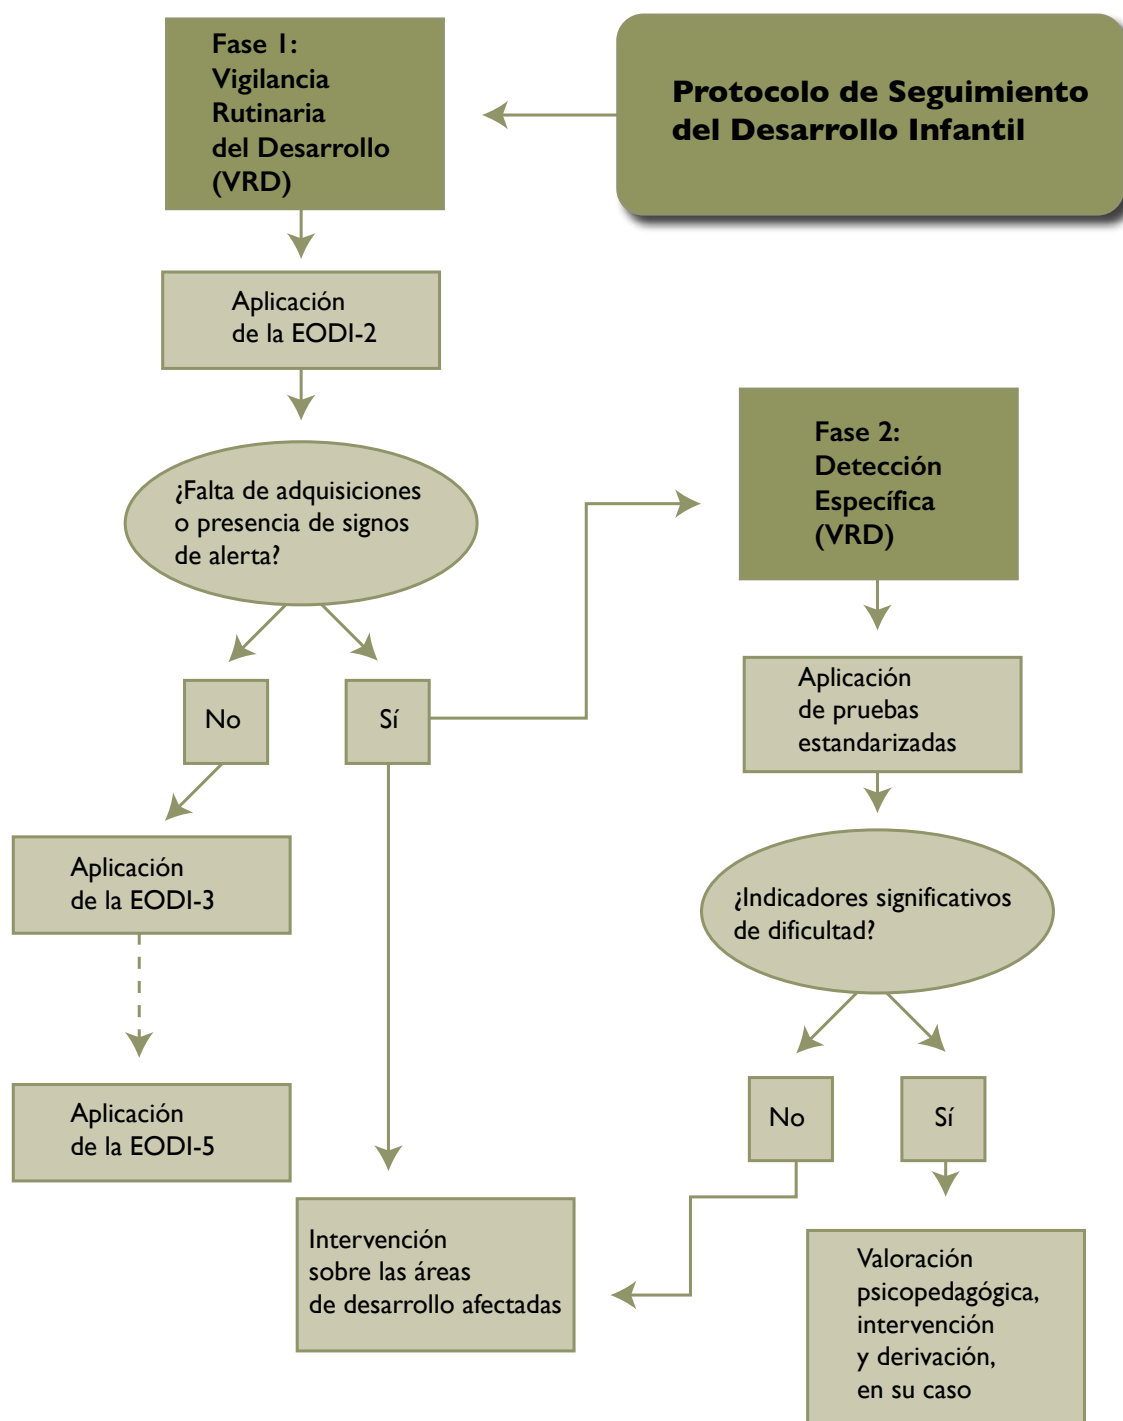 Protocolo de Seguimiento
del Desarrollo Infantil
Fase 1:
Vigilancia
Rutinaria
del Desarrollo
(VRD)
Aplicación
de la EODI-2
¿Falta de adquisiciones
o presencia de signos
de alerta?
No
Sí
Aplicación
de la EODI-3
Aplicación
de la EODI-5
Intervención
sobre las áreas
de desarrollo afectadas
Fase 2:
Detección
Específica
(VRD)
Aplicación
de pruebas
estandarizadas
¿Indicadores significativos
de dificultad?
No
Sí
Valoración
psicopedagógica,
intervención
y derivación,
en su caso